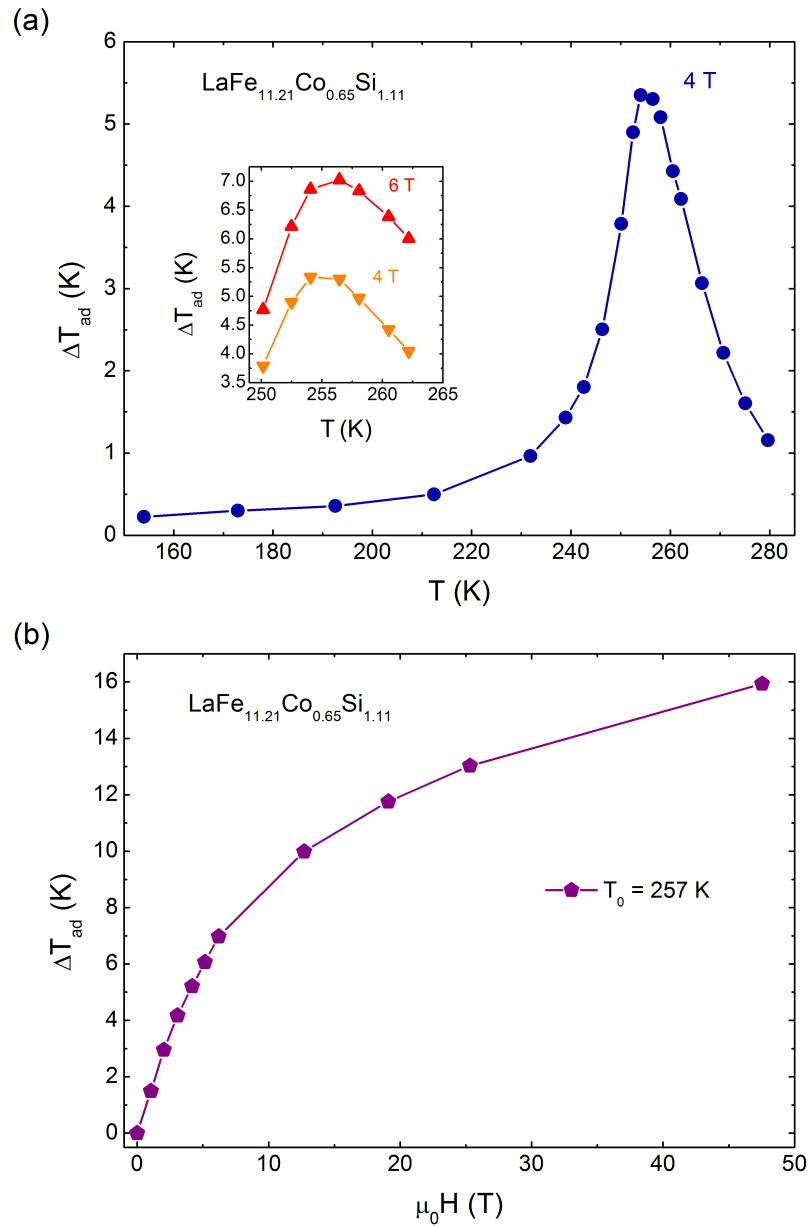 (a)
LaFe11.21Co0.65Si1.11
4 T
6 T
4 T
7.0
6.5
6.0
5.5
5.0
4.5
4.0
3.5
250 255 260 265
ΔTad (K)
T (K)
6
5
4
3
2
1
0
ΔTad (K)
160 180 200 220 240 260 280
T (K)
(b)
LaFe11.21Co0.65Si1.11
T0 = 257 K
16
14
12
10
8
6
4
2
0
ΔTad (K)
0 10 20 30 40 50
μ0H (T)